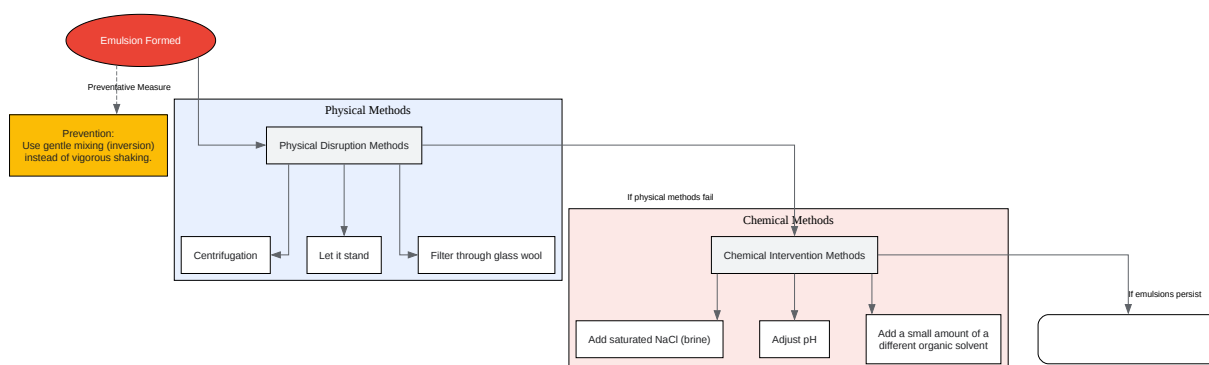 Emulsion Formed
Preventative Measure
Prevention:
Use gentle mixing (inversion)
instead of vigorous shaking.
Physical Methods
Physical Disruption Methods
Centrifugation
Let it stand
Filter through glass wool
If physical methods fail
Chemical Methods
Chemical Intervention Methods
Add saturated NaCl (brine)
Adjust pH
Add a small amount of a
different organic solvent
If emulsions persist